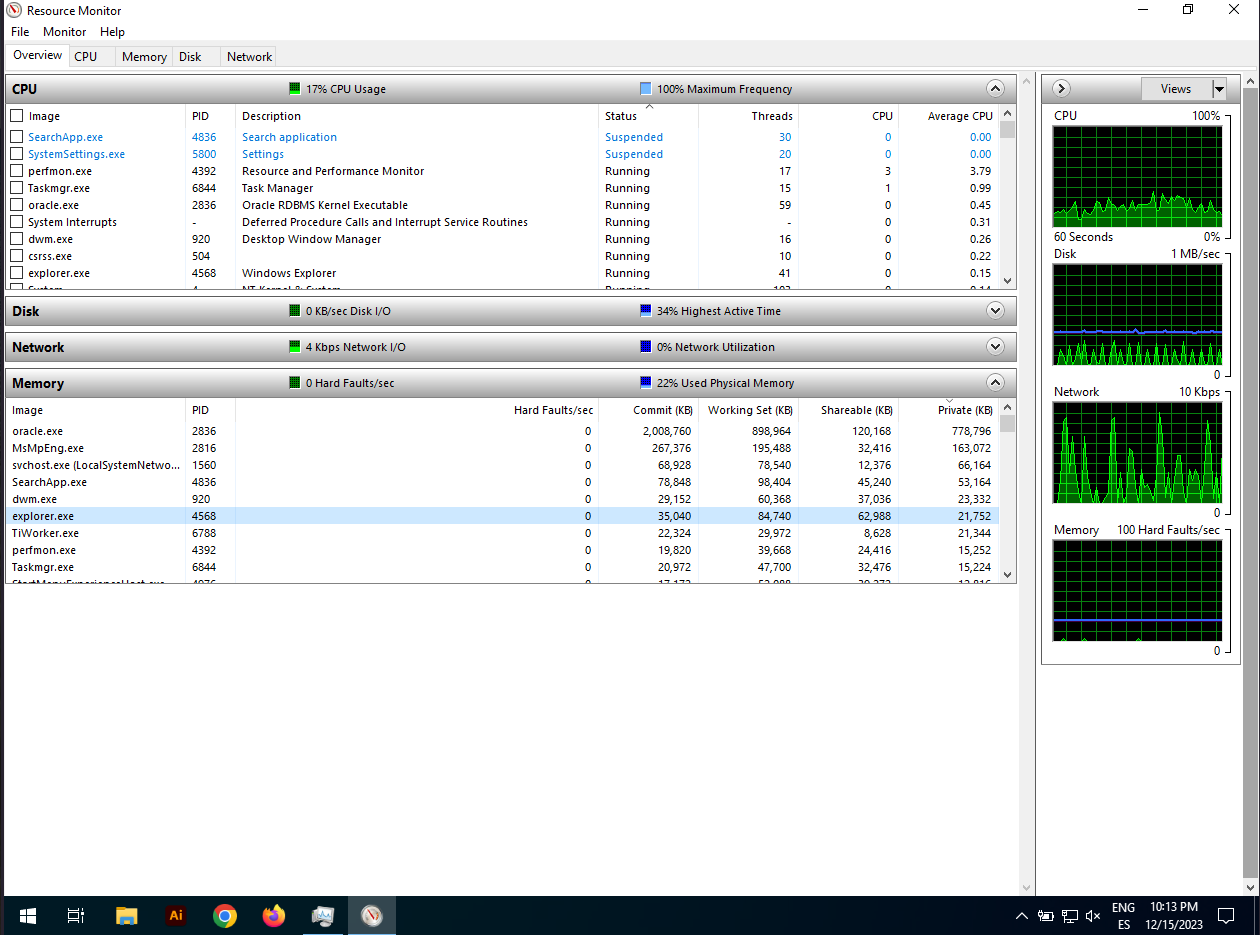 Resource Monitor
File Monitor Help
Overview CPU Memory Disk Network
CPU 17% CPU Usage 100% Maximum Frequency
Image PID Description Status Threads CPU Average CPU
SearchApp.exe 4836 Search application Suspended 30 0 0.00
SystemSettings.exe 5800 Settings Suspended 20 0 0.00
perfmon.exe 4392 Resource and Performance Monitor Running 17 3 3.79
Taskmgr.exe 6844 Task Manager Running 15 1 0.99
oracle.exe 2836 Oracle RDBMS Kernel Executable Running 59 0 0.45
System Interrupts - Deferred Procedure Calls and Interrupt Service Routines Running - 0 0.31
dwm.exe 920 Desktop Window Manager Running 16 0 0.26
csrss.exe 504 Running 10 0 0.22
explorer.exe 4568 Windows Explorer Running 41 0 0.15
Disk 0 KB/sec Disk I/O 34% Highest Active Time
Network 4 Kbps Network I/O 0% Network Utilization
Memory 0 Hard Faults/sec 22% Used Physical Memory
Image PID Hard Faults/sec Commit (KB) Working Set (KB) Shareable (KB) Private (KB)
oracle.exe 2836 0 2,008,760 898,964 120,168 778,796
MsMpEng.exe 2816 0 267,376 195,488 32,416 163,072
svchost.exe (LocalSystemNetwo... 1560 0 68,928 78,540 12,376 66,164
SearchApp.exe 4836 0 78,848 98,404 45,240 53,164
dwm.exe 920 0 29,152 60,368 37,036 23,332
explorer.exe 4568 0 35,040 84,740 62,988 21,752
TiWorker.exe 6788 0 22,324 29,972 8,628 21,344
perfmon.exe 4392 0 19,820 39,668 24,416 15,252
Taskmgr.exe 6844 0 20,972 47,700 32,476 15,224
Views
CPU 100%
60 Seconds 0%
Disk 1 MB/sec
0
Network 10 Kbps
0
Memory 100 Hard Faults/sec
0
Ai
ENG
ES
10:13 PM
12/15/2023